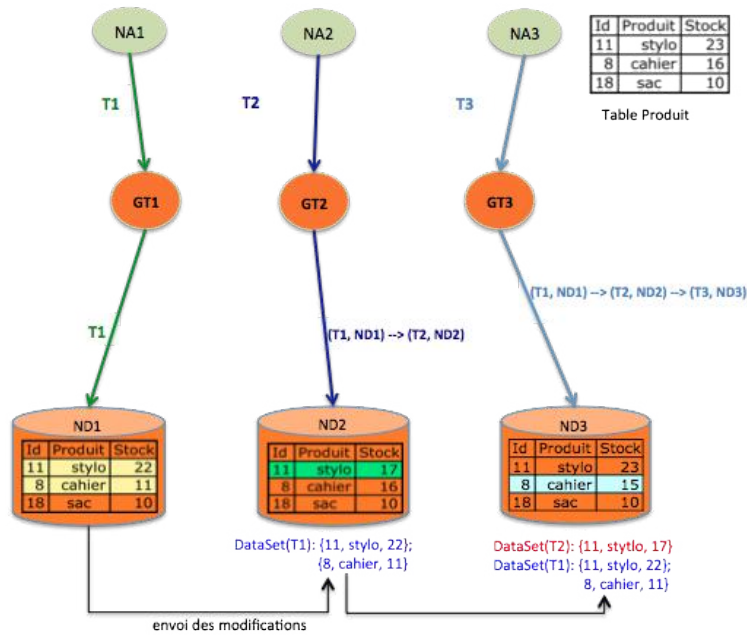 NA1
NA2
NA3
Id Produit Stock
11 stylo 23
8 cahier 16
18 sac 10
Table Produit
T1
T2
T3
GT1
GT2
GT3
T1
(T1, ND1) --> (T2, ND2)
(T1, ND1) --> (T2, ND2) --> (T3, ND3)
ND1
Id Produit Stock
11 stylo 22
8 cahier 11
18 sac 10
ND2
Id Produit Stock
11 stylo 17
8 cahier 16
18 sac 10
ND3
Id Produit Stock
11 stylo 23
8 cahier 15
18 sac 10
DataSet(T1): {11, stylo, 22};
{8, cahier, 11}
DataSet(T2): {11, stytlo, 17}
DataSet(T1): {11, stylo, 22};
8, cahier, 11}
envoi des modifications